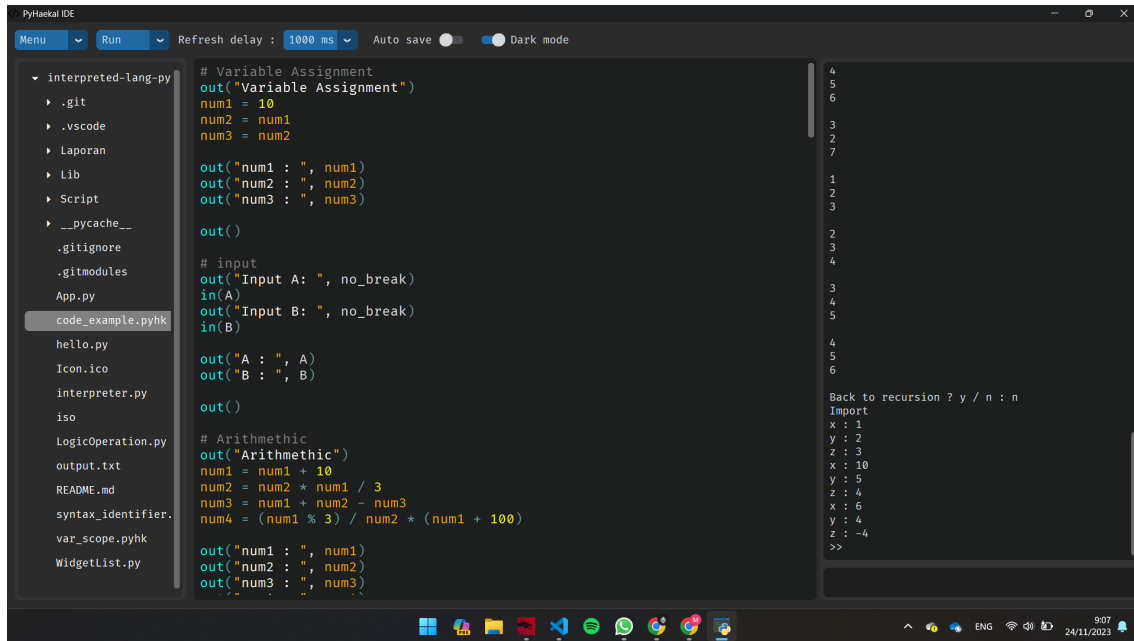 PyHaekal IDE
Menu Run Refresh delay : 1000 ms Auto save Dark mode
interpreted-lang-py
.git
.vscode
Laporan
Lib
Script
__pycache__
.gitignore
.gitmodules
App.py
code_example.pyhk
hello.py
Icon.ico
interpreter.py
iso
LogicOperation.py
output.txt
README.md
syntax_identifier.
var_scope.pyhk
WidgetList.py
# Variable Assignment
out("Variable Assignment")
num1 = 10
num2 = num1
num3 = num2
out("num1 : ", num1)
out("num2 : ", num2)
out("num3 : ", num3)
out()
# input
out("Input A: ", no_break)
in(A)
out("Input B: ", no_break)
in(B)
out("A : ", A)
out("B : ", B)
out()
# Arithmethic
out("Arithmethic")
num1 = num1 + 10
num2 = num2 * num1 / 3
num3 = num1 + num2 - num3
num4 = (num1 % 3) / num2 * (num1 + 100)
out("num1 : ", num1)
out("num2 : ", num2)
out("num3 : ", num3)
4
5
6
3
2
7
1
2
3
2
3
4
3
4
5
4
5
6
Back to recursion ? y / n : n
Import
x : 1
y : 2
z : 3
x : 10
y : 5
z : 4
x : 6
y : 4
z : -4
>>
ENG
9:07
24/11/2023